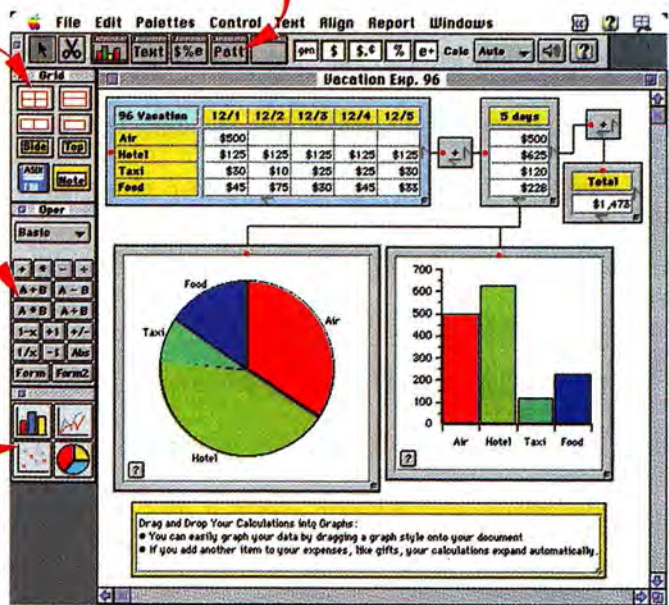 File Edit Palettes Control Text Align Report Windows
Text $%e Patt gen $ $.¢ % e+ Calc Auto ?
Grid
Vacation Exp. 96
96 Vacation 12/1 12/2 12/3 12/4 12/5
Air $500
Hotel $125 $125 $125 $125 $125
Taxi $30 $10 $25 $25 $30
Food $45 $75 $30 $45 $33
5 days
$500
$625
$120
$228
Total
$1,473
Side Top
Note
Oper
Basic
+ * - ÷
A+B A-B
A*B A÷B
1-x +1 +/-
1/x -1 Abs
Form Form2
Food
Air
Taxi
Hotel
?
700
600
500
400
300
200
100
0
Air Hotel Taxi Food
?
Drag and Drop Your Calculations into Graphs:
● You can easily graph your data by dragging a graph style onto your document
● If you add another item to your expenses, like gifts, your calculations expand automatically.